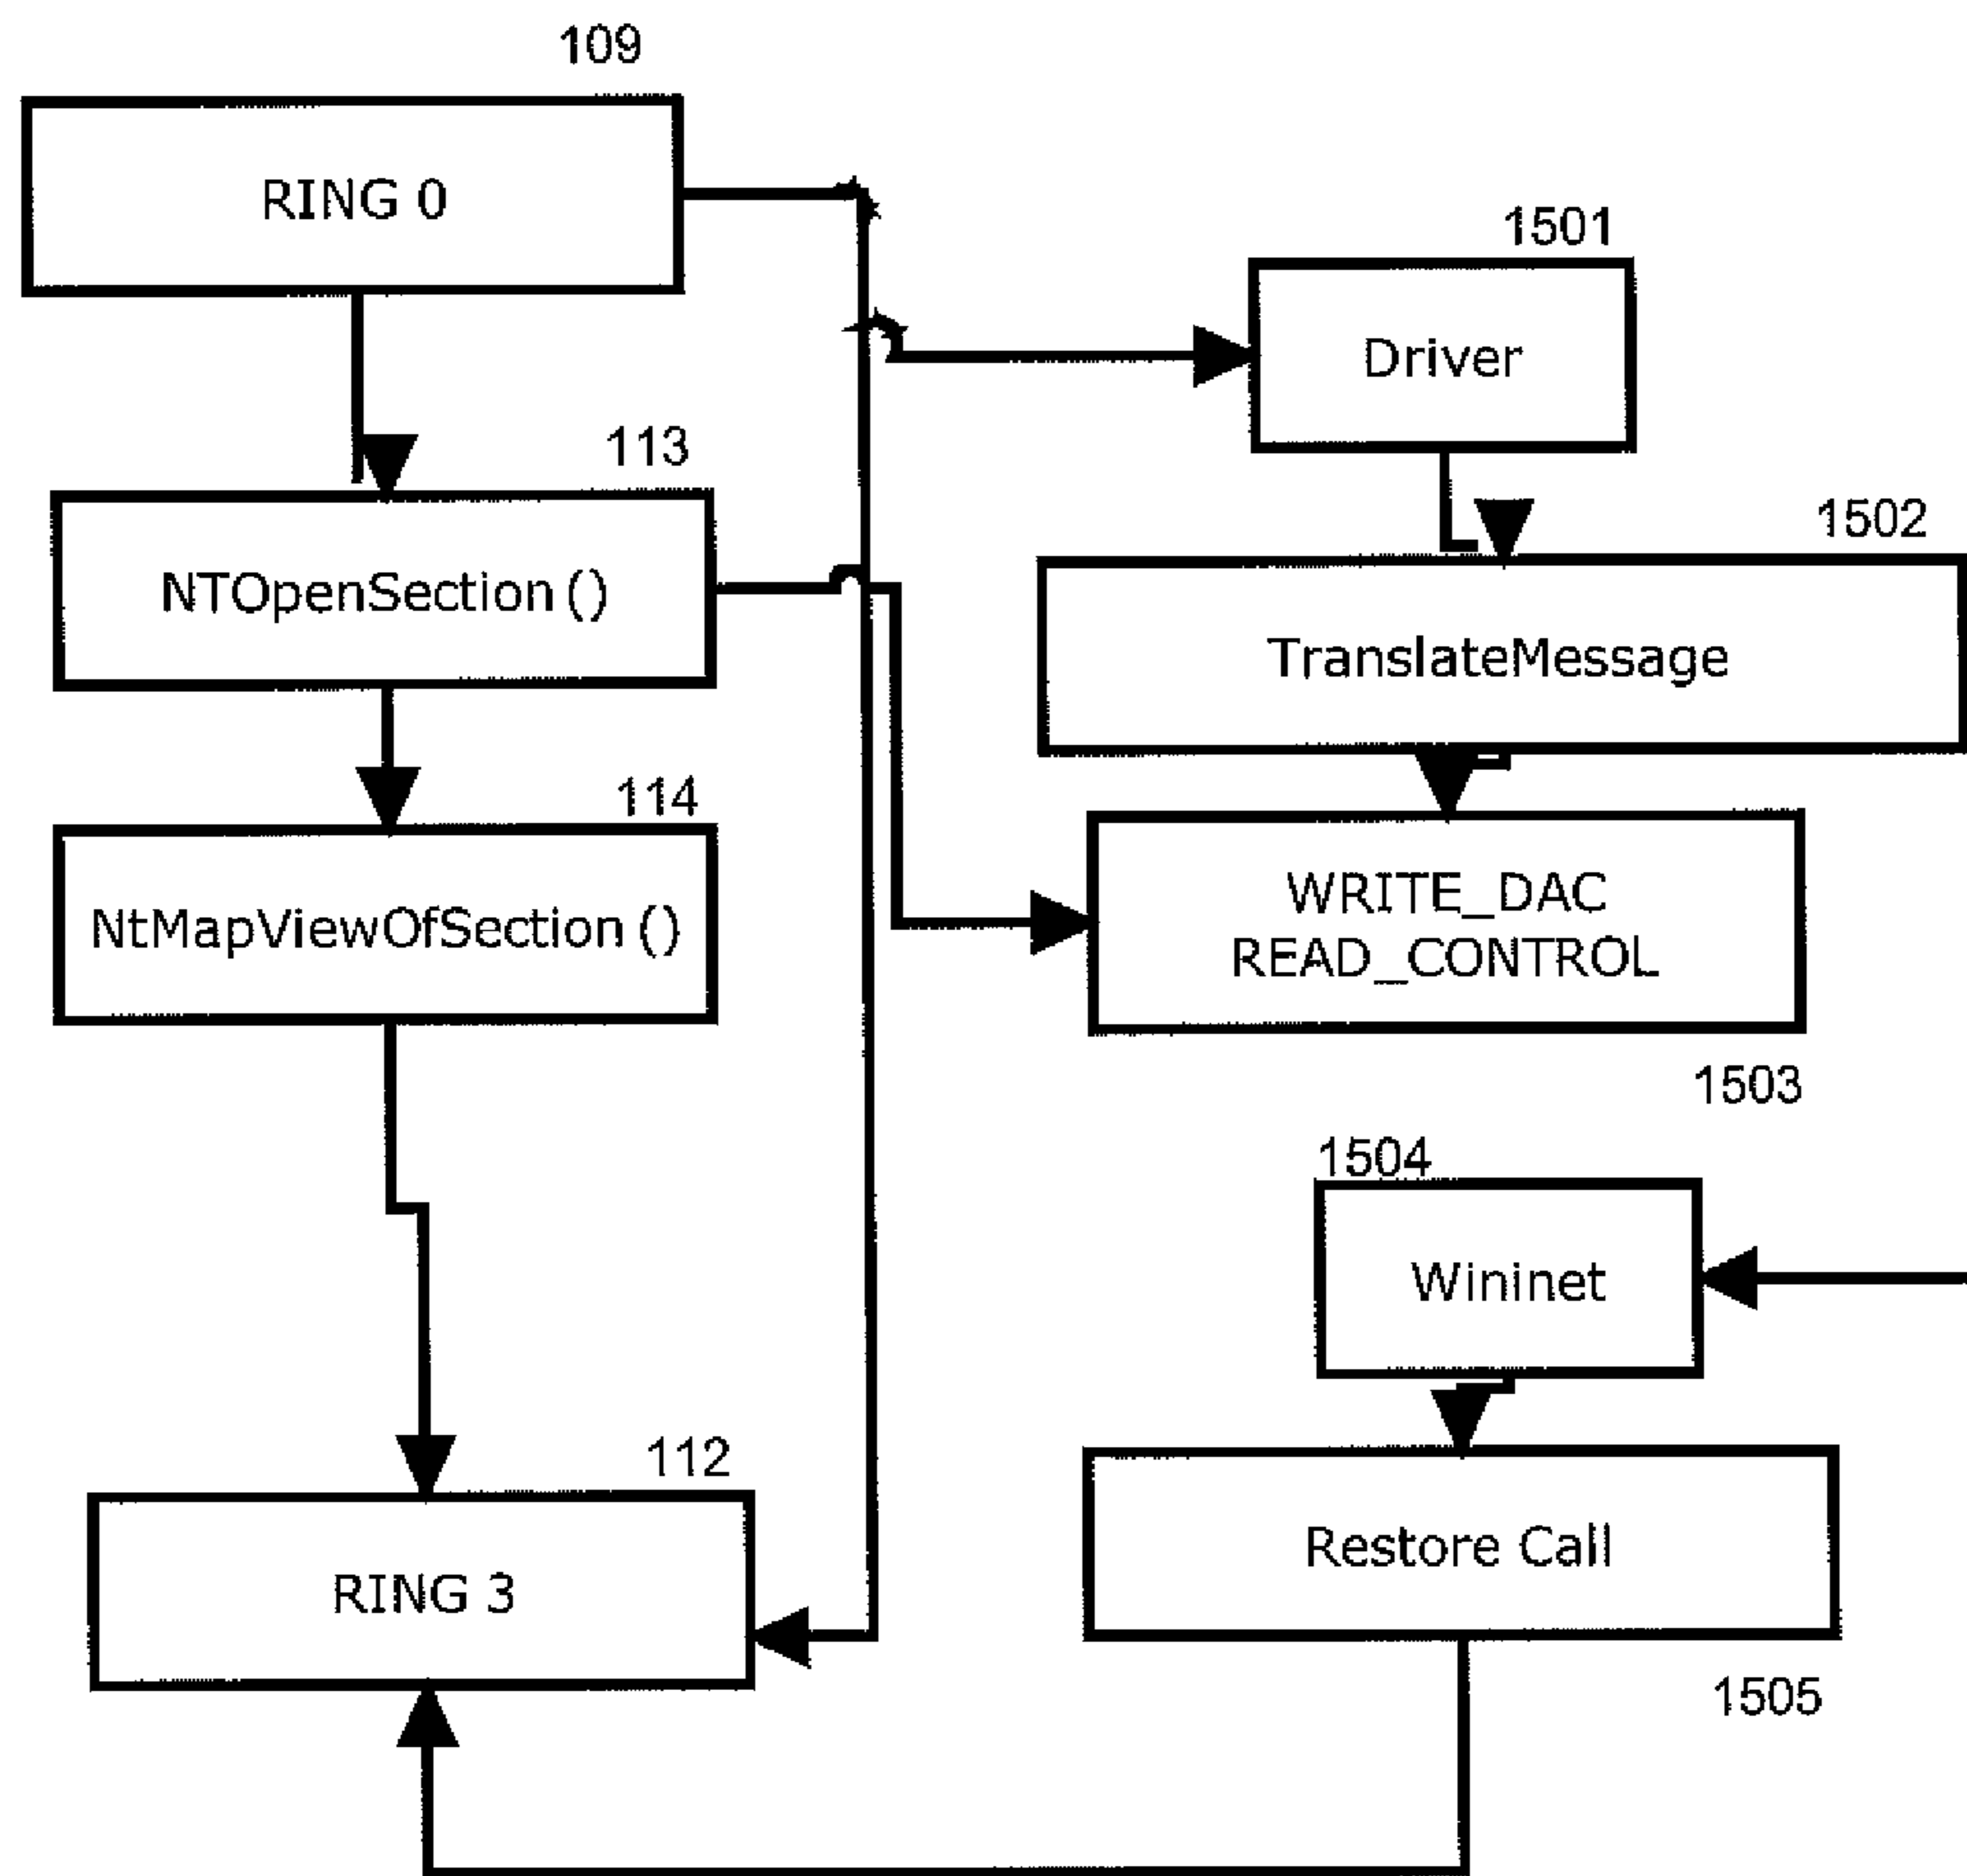 109
RING 0
1501
Driver
113
NTOpenSection ()
1502
TranslateMessage
114
NtMapViewOfSection ()
WRITE_DAC
READ_CONTROL
1503
1504
Wininet
112
RING 3
Restore Call
1505